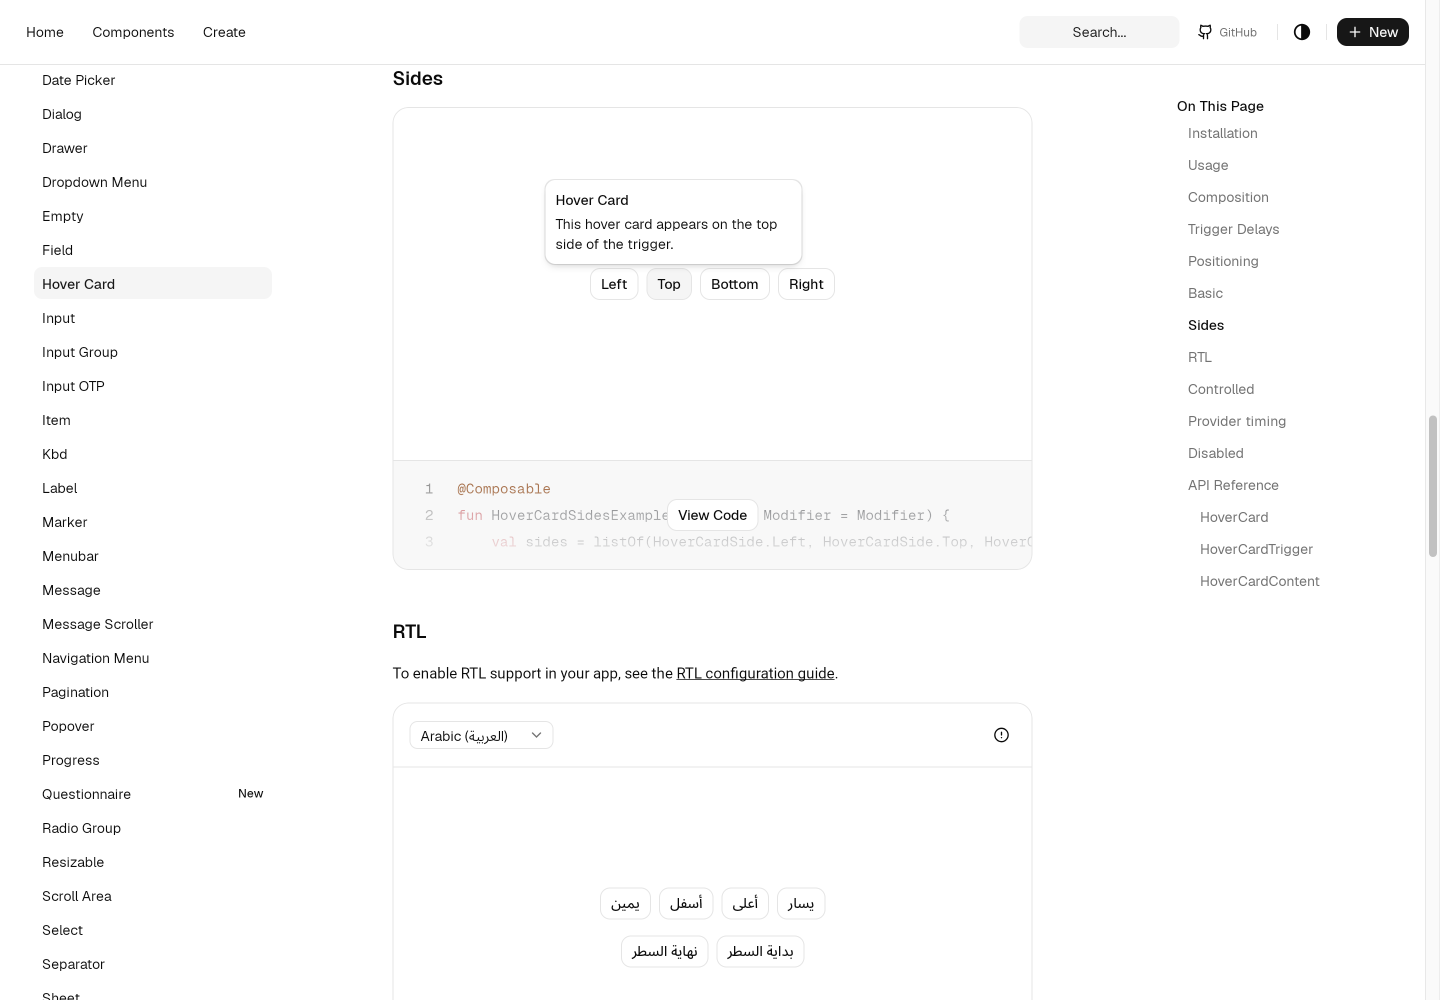 Home Components Create Search... GitHub New
Date Picker
Dialog
Drawer
Dropdown Menu
Empty
Field
Hover Card
Input
Input Group
Input OTP
Item
Kbd
Label
Marker
Menubar
Message
Message Scroller
Navigation Menu
Pagination
Popover
Progress
Questionnaire New
Radio Group
Resizable
Scroll Area
Select
Separator
Sheet
Sides
Hover Card
This hover card appears on the top
side of the trigger.
Left Top Bottom Right
1 @Composable
2 fun HoverCardSidesExample Modifier = Modifier) {
View Code
3 val sides = listOf(HoverCardSide.Left, HoverCardSide.Top, HoverC
RTL
To enable RTL support in your app, see the RTL configuration guide.
Arabic (العربية)
يسار أعلى أسفل يمين
بداية السطر نهاية السطر
On This Page
Installation
Usage
Composition
Trigger Delays
Positioning
Basic
Sides
RTL
Controlled
Provider timing
Disabled
API Reference
HoverCard
HoverCardTrigger
HoverCardContent